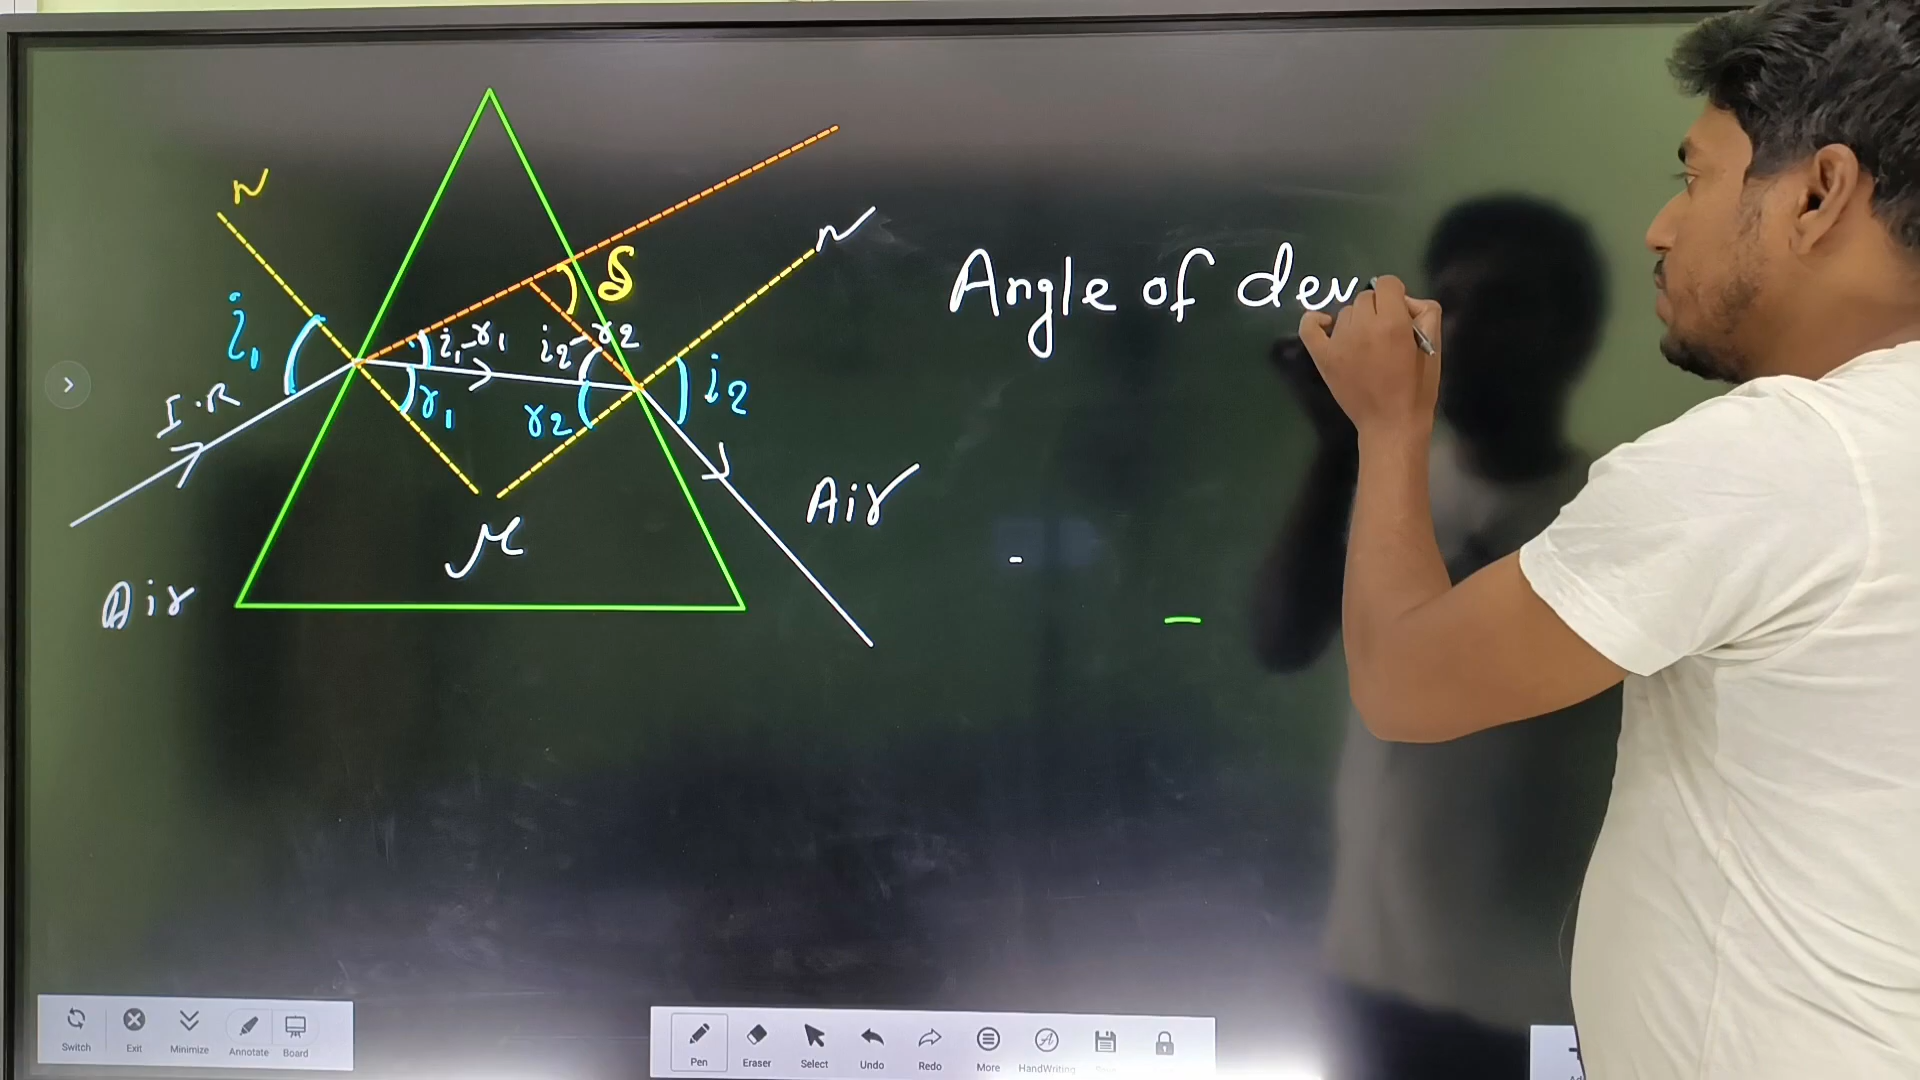 N
N
δ
i1
i1-r1
i2-r2
Angle of dev
I.R
r1
r2
i2
Air
μ
Air
Switch
Exit
Minimize
Annotate
Board
Pen
Eraser
Select
Undo
Redo
More
HandWriting